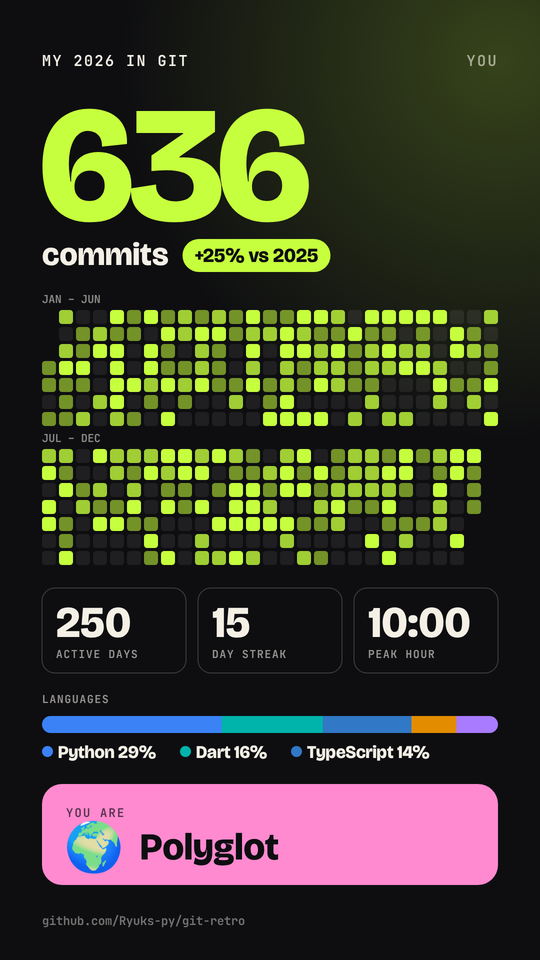 MY 2026 IN GIT YOU
636
commits +25% vs 2025
JAN – JUN
JUL – DEC
250 15 10:00
ACTIVE DAYS DAY STREAK PEAK HOUR
LANGUAGES
Python 29% Dart 16% TypeScript 14%
YOU ARE
Polyglot
github.com/Ryuks-py/git-retro